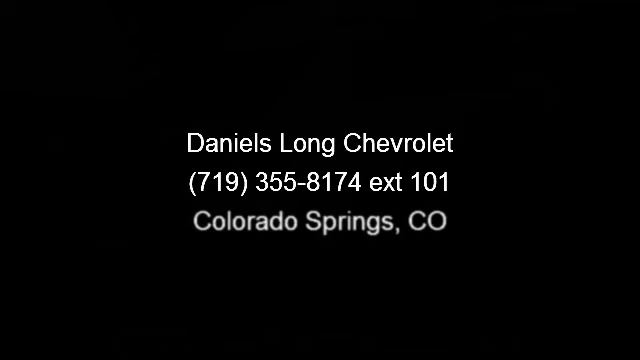 Daniels Long Chevrolet
(719) 355-8174 ext 101
Colorado Springs, CO